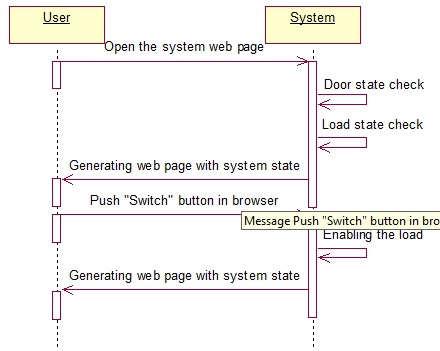 User
System
Open the system web page
Door state check
Load state check
Generating web page with system state
Push "Switch" button in browser
Message Push "Switch" button in bro
Enabling the load
Generating web page with system state